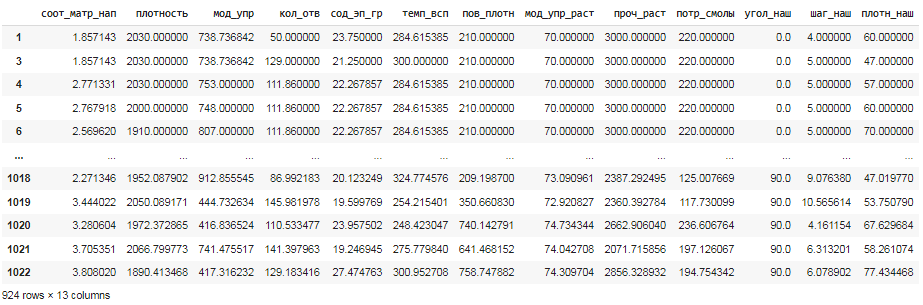 соот_матр_нап плотность мод_упр кол_отв сод_эп_гр темп_всп пов_плотн мод_упр_раст проч_раст потр_смолы угол_наш шаг_наш плотн_наш
1 1.857143 2030.000000 738.736842 50.000000 23.750000 284.615385 210.000000 70.000000 3000.000000 220.000000 0.0 4.000000 60.000000
3 1.857143 2030.000000 738.736842 129.000000 21.250000 300.000000 210.000000 70.000000 3000.000000 220.000000 0.0 5.000000 47.000000
4 2.771331 2030.000000 753.000000 111.860000 22.267857 284.615385 210.000000 70.000000 3000.000000 220.000000 0.0 5.000000 57.000000
5 2.767918 2000.000000 748.000000 111.860000 22.267857 284.615385 210.000000 70.000000 3000.000000 220.000000 0.0 5.000000 60.000000
6 2.569620 1910.000000 807.000000 111.860000 22.267857 284.615385 210.000000 70.000000 3000.000000 220.000000 0.0 5.000000 70.000000
... ... ... ... ... ... ... ... ... ... ... ... ... ...
1018 2.271346 1952.087902 912.855545 86.992183 20.123249 324.774576 209.198700 73.090961 2387.292495 125.007669 90.0 9.076380 47.019770
1019 3.444022 2050.089171 444.732634 145.981978 19.599769 254.215401 350.660830 72.920827 2360.392784 117.730099 90.0 10.565614 53.750790
1020 3.280604 1972.372865 416.836524 110.533477 23.957502 248.423047 740.142791 74.734344 2662.906040 236.606764 90.0 4.161154 67.629684
1021 3.705351 2066.799773 741.475517 141.397963 19.246945 275.779840 641.468152 74.042708 2071.715856 197.126067 90.0 6.313201 58.261074
1022 3.808020 1890.413468 417.316232 129.183416 27.474763 300.952708 758.747882 74.309704 2856.328932 194.754342 90.0 6.078902 77.434468
924 rows × 13 columns